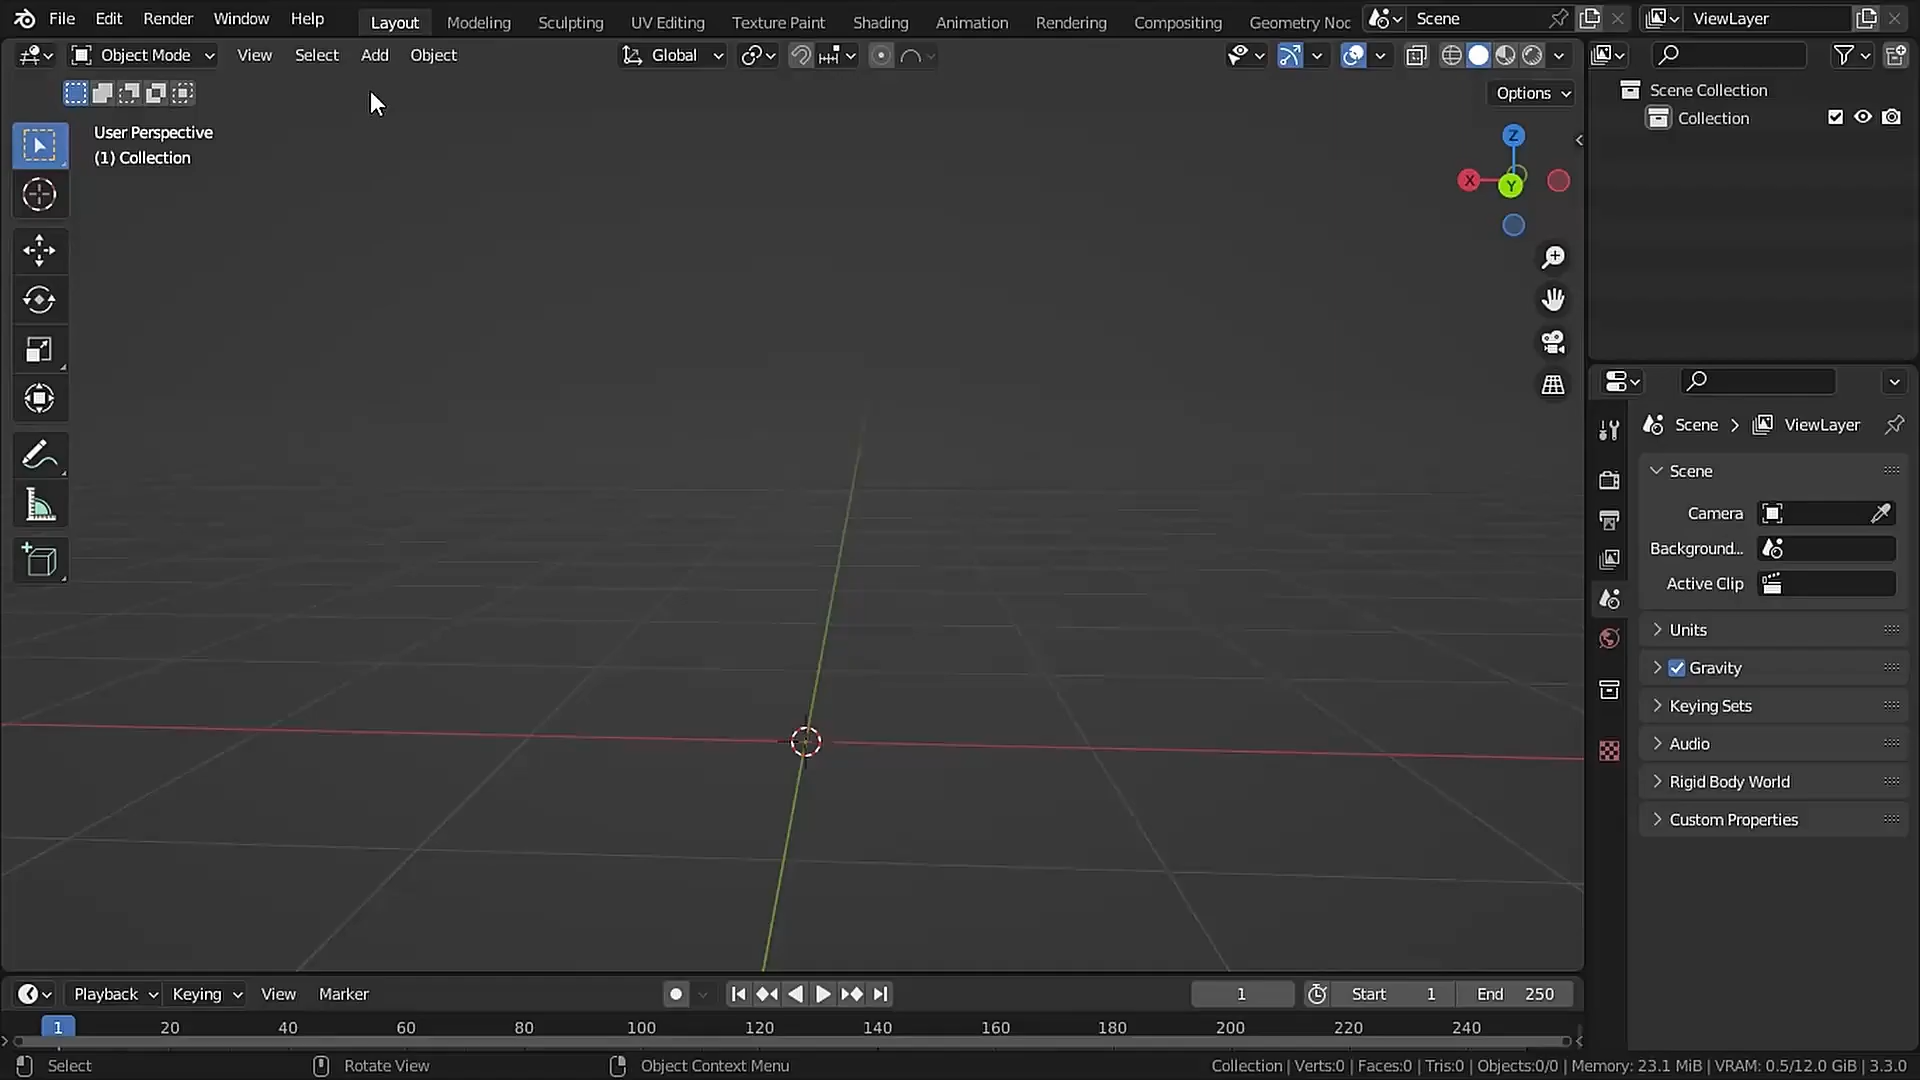 File Edit Render Window Help Layout Modeling Sculpting UV Editing Texture Paint Shading Animation Rendering Compositing Geometry Noc Scene ViewLayer
Object Mode View Select Add Object Global
Options
User Perspective
(1) Collection
Z
X
Y
Scene Collection
Collection
Scene > ViewLayer
Scene
Camera
Background...
Active Clip
Units
Gravity
Keying Sets
Audio
Rigid Body World
Custom Properties
Playback Keying View Marker 1 Start 1 End 250
1 20 40 60 80 100 120 140 160 180 200 220 240
Select Rotate View Object Context Menu Collection | Verts:0 | Faces:0 | Tris:0 | Objects:0/0 | Memory: 23.1 MiB | VRAM: 0.5/12.0 GiB | 3.3.0